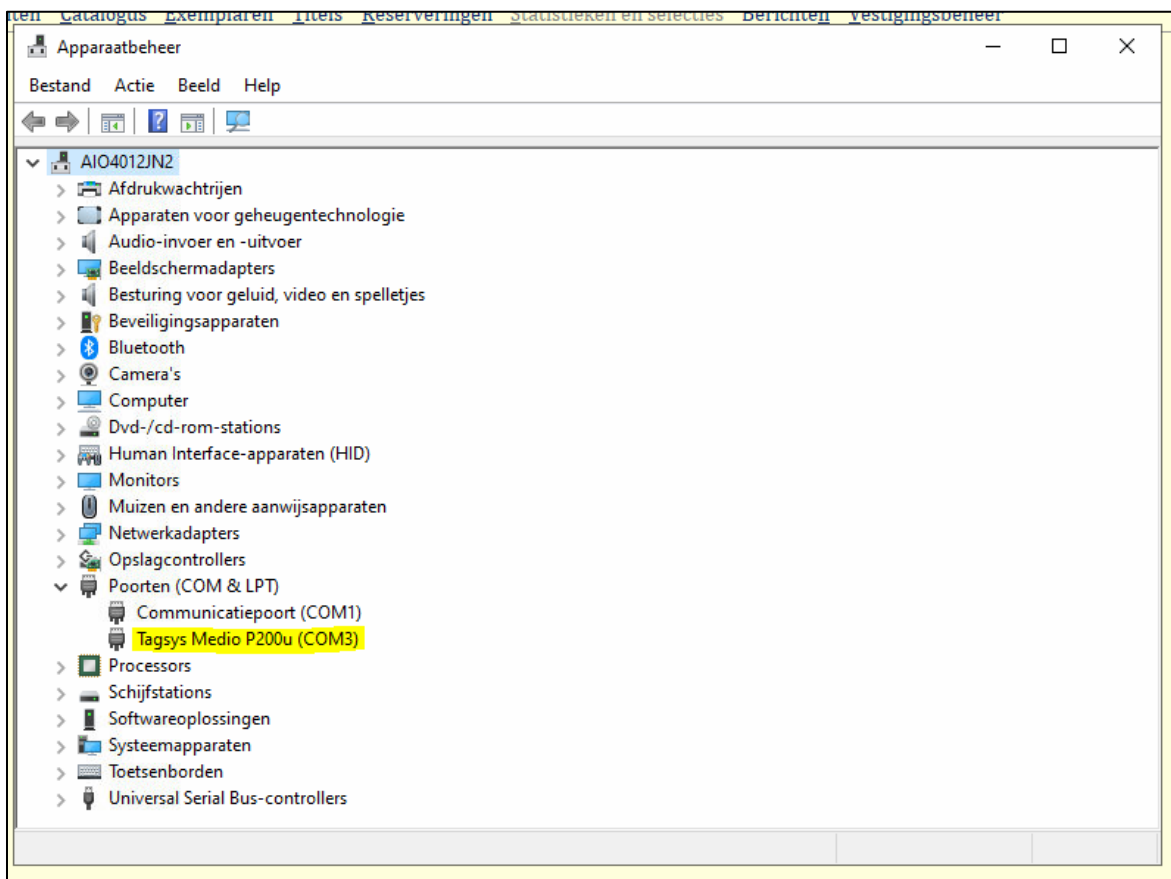 iten Catalogus Exemplaren Titels Reserveringen Statistieken en selecties Berichten Vestigingsbeheer
Apparaatbeheer
Bestand Actie Beeld Help
AIO4012JN2
Afdrukwachtrijen
Apparaten voor geheugentechnologie
Audio-invoer en -uitvoer
Beeldschermadapters
Besturing voor geluid, video en spelletjes
Beveiligingsapparaten
Bluetooth
Camera's
Computer
Dvd-/cd-rom-stations
Human Interface-apparaten (HID)
Monitors
Muizen en andere aanwijsapparaten
Netwerkadapters
Opslagcontrollers
Poorten (COM & LPT)
Communicatiepoort (COM1)
Tagsys Medio P200u (COM3)
Processors
Schijfstations
Softwareoplossingen
Systeemapparaten
Toetsenborden
Universal Serial Bus-controllers